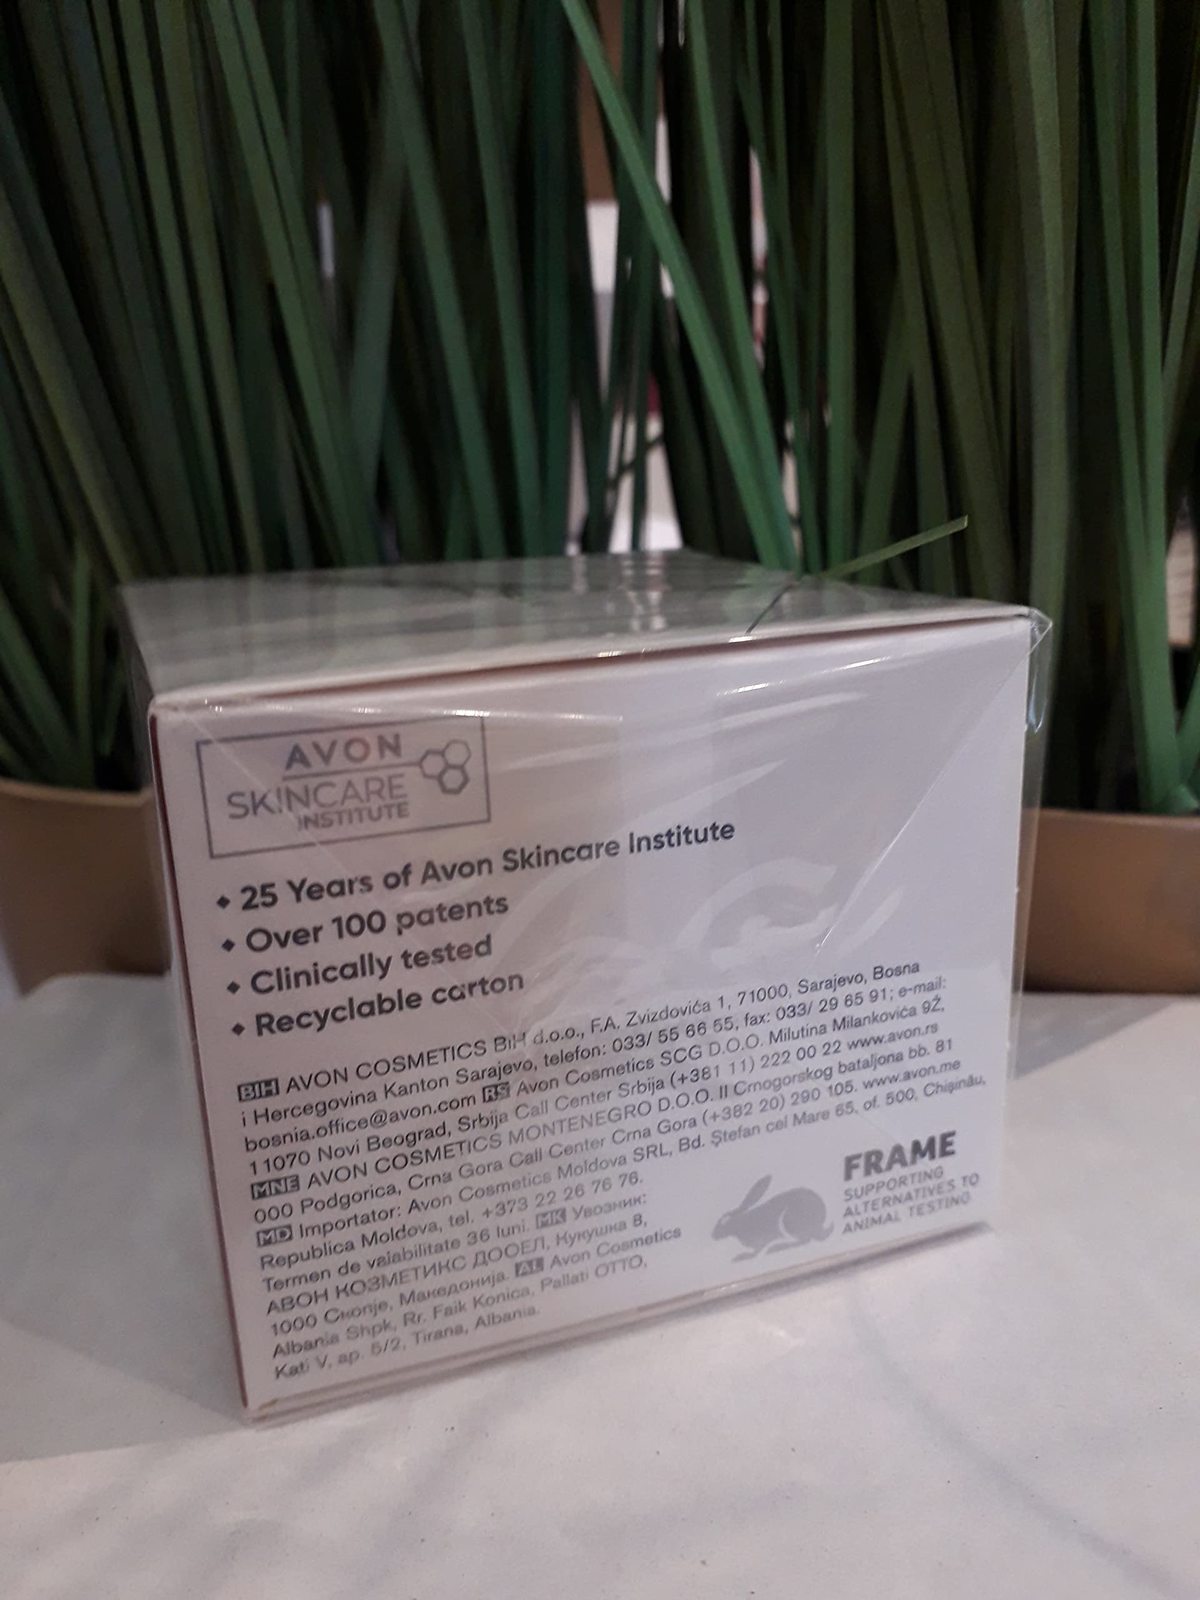 AVON
SKINCARE
INSTITUTE
◆ 25 Years of Avon Skincare Institute
◆ Over 100 patents
◆ Clinically tested
◆ Recyclable carton
BIH AVON COSMETICS BiH d.o.o., F.A. Zvizdovića 1, 71000, Sarajevo, Bosna
i Hercegovina Kanton Sarajevo, telefon: 033/ 55 66 55, fax: 033/ 29 65 91; e-mail:
bosnia.office@avon.com RS Avon Cosmetics SCG D.O.O. Milutina Milankovića 9Ž,
11070 Novi Beograd, Srbija Call Center Srbija (+381 11) 222 00 22 www.avon.rs
MNE AVON COSMETICS MONTENEGRO D.O.O. II Crnogorskog bataljona bb. 81
000 Podgorica, Crna Gora Call Center Crna Gora (+382 20) 290 105. www.avon.me
MD Importator: Avon Cosmetics Moldova SRL, Bd. Ștefan cel Mare 65, of. 500, Chișinău,
Republica Moldova, tel. +373 22 26 76 76.
Termen de valabilitate 36 luni. MK Увозник:
АВОН КОЗМЕТИКС ДООЕЛ, Кукушка 8,
1000 Скопје, Македонија. AL Avon Cosmetics
Albania Shpk, Rr. Faik Konica, Pallati OTTO,
Kati V, ap. 5/2, Tirana, Albania.
FRAME
SUPPORTING
ALTERNATIVES TO
ANIMAL TESTING